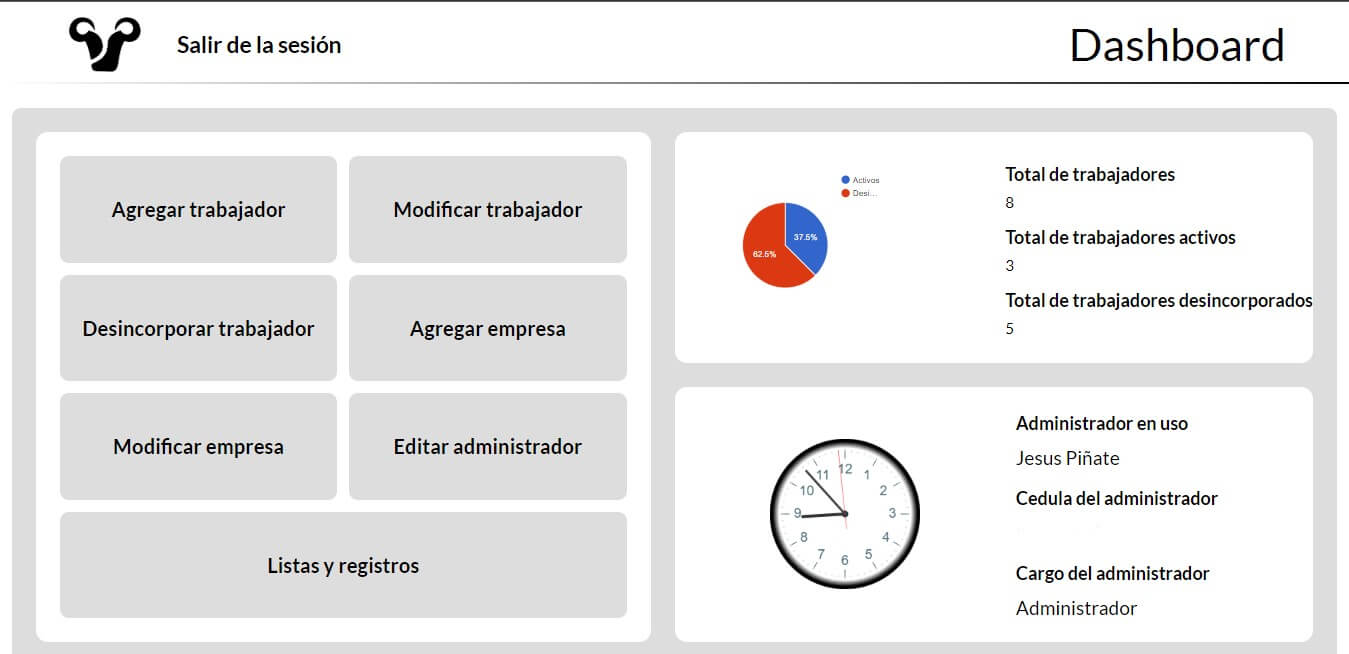 Salir de la sesión
Dashboard
Agregar trabajador
Modificar trabajador
Desincorporar trabajador
Agregar empresa
Modificar empresa
Editar administrador
Listas y registros
Activos
Desi...
37.5%
62.5%
Total de trabajadores
8
Total de trabajadores activos
3
Total de trabajadores desincorporados
5
12
1
2
3
4
5
6
7
8
9
10
11
Administrador en uso
Jesus Piñate
Cedula del administrador
Cargo del administrador
Administrador